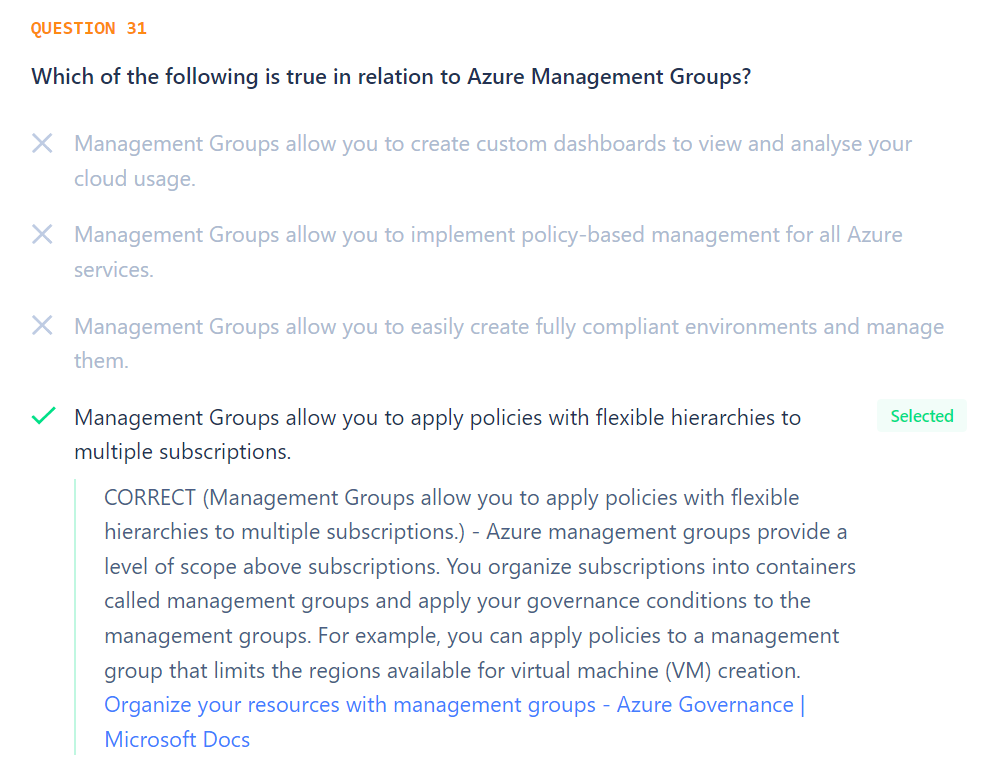 QUESTION 31
Which of the following is true in relation to Azure Management Groups?
Management Groups allow you to create custom dashboards to view and analyse your
cloud usage.
Management Groups allow you to implement policy-based management for all Azure
services.
Management Groups allow you to easily create fully compliant environments and manage
them.
Management Groups allow you to apply policies with flexible hierarchies to
multiple subscriptions.
Selected
CORRECT (Management Groups allow you to apply policies with flexible
hierarchies to multiple subscriptions.) - Azure management groups provide a
level of scope above subscriptions. You organize subscriptions into containers
called management groups and apply your governance conditions to the
management groups. For example, you can apply policies to a management
group that limits the regions available for virtual machine (VM) creation.
Organize your resources with management groups - Azure Governance |
Microsoft Docs